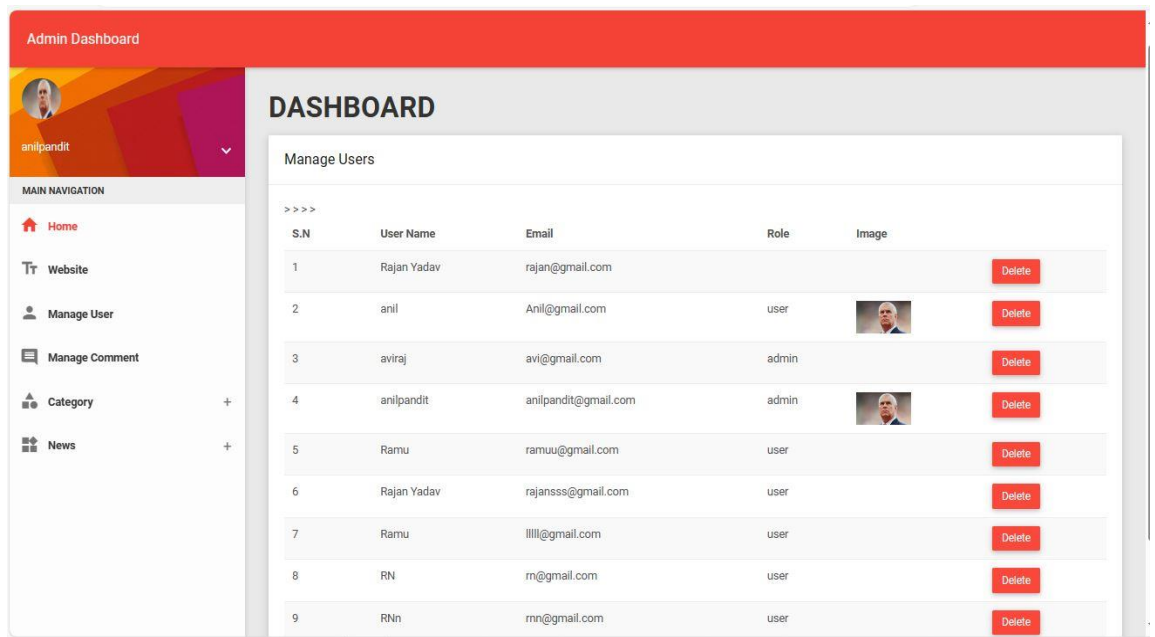 Admin Dashboard
anilpandit
MAIN NAVIGATION
Home
Website
Manage User
Manage Comment
Category +
News +
DASHBOARD
Manage Users
> > > >
S.N User Name Email Role Image
1 Rajan Yadav rajan@gmail.com Delete
2 anil Anil@gmail.com user Delete
3 aviraj avi@gmail.com admin Delete
4 anilpandit anilpandit@gmail.com admin Delete
5 Ramu ramuu@gmail.com user Delete
6 Rajan Yadav rajansss@gmail.com user Delete
7 Ramu user Delete
8 RN rn@gmail.com user Delete
9 RNn rnn@gmail.com user Delete